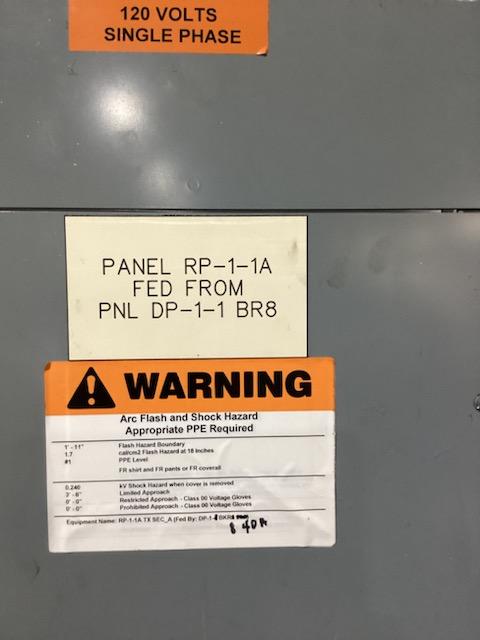 120 VOLTS
SINGLE PHASE
PANEL RP-1-1A
FED FROM
PNL DP-1-1 BR8
WARNING
Arc Flash and Shock Hazard
Appropriate PPE Required
1' - 11" Flash Hazard Boundary
1.7 cal/cm2 Flash Hazard at 18 Inches
#1 PPE Level
FR shirt and FR pants or FR coverall
0.240 kV Shock Hazard when cover is removed
3' - 6" Limited Approach
0' - 0" Restricted Approach - Class 00 Voltage Gloves
0' - 0" Prohibited Approach - Class 00 Voltage Gloves
Equipment Name: RP-1-1A TX SEC_A (Fed By: DP-1-
8 40A